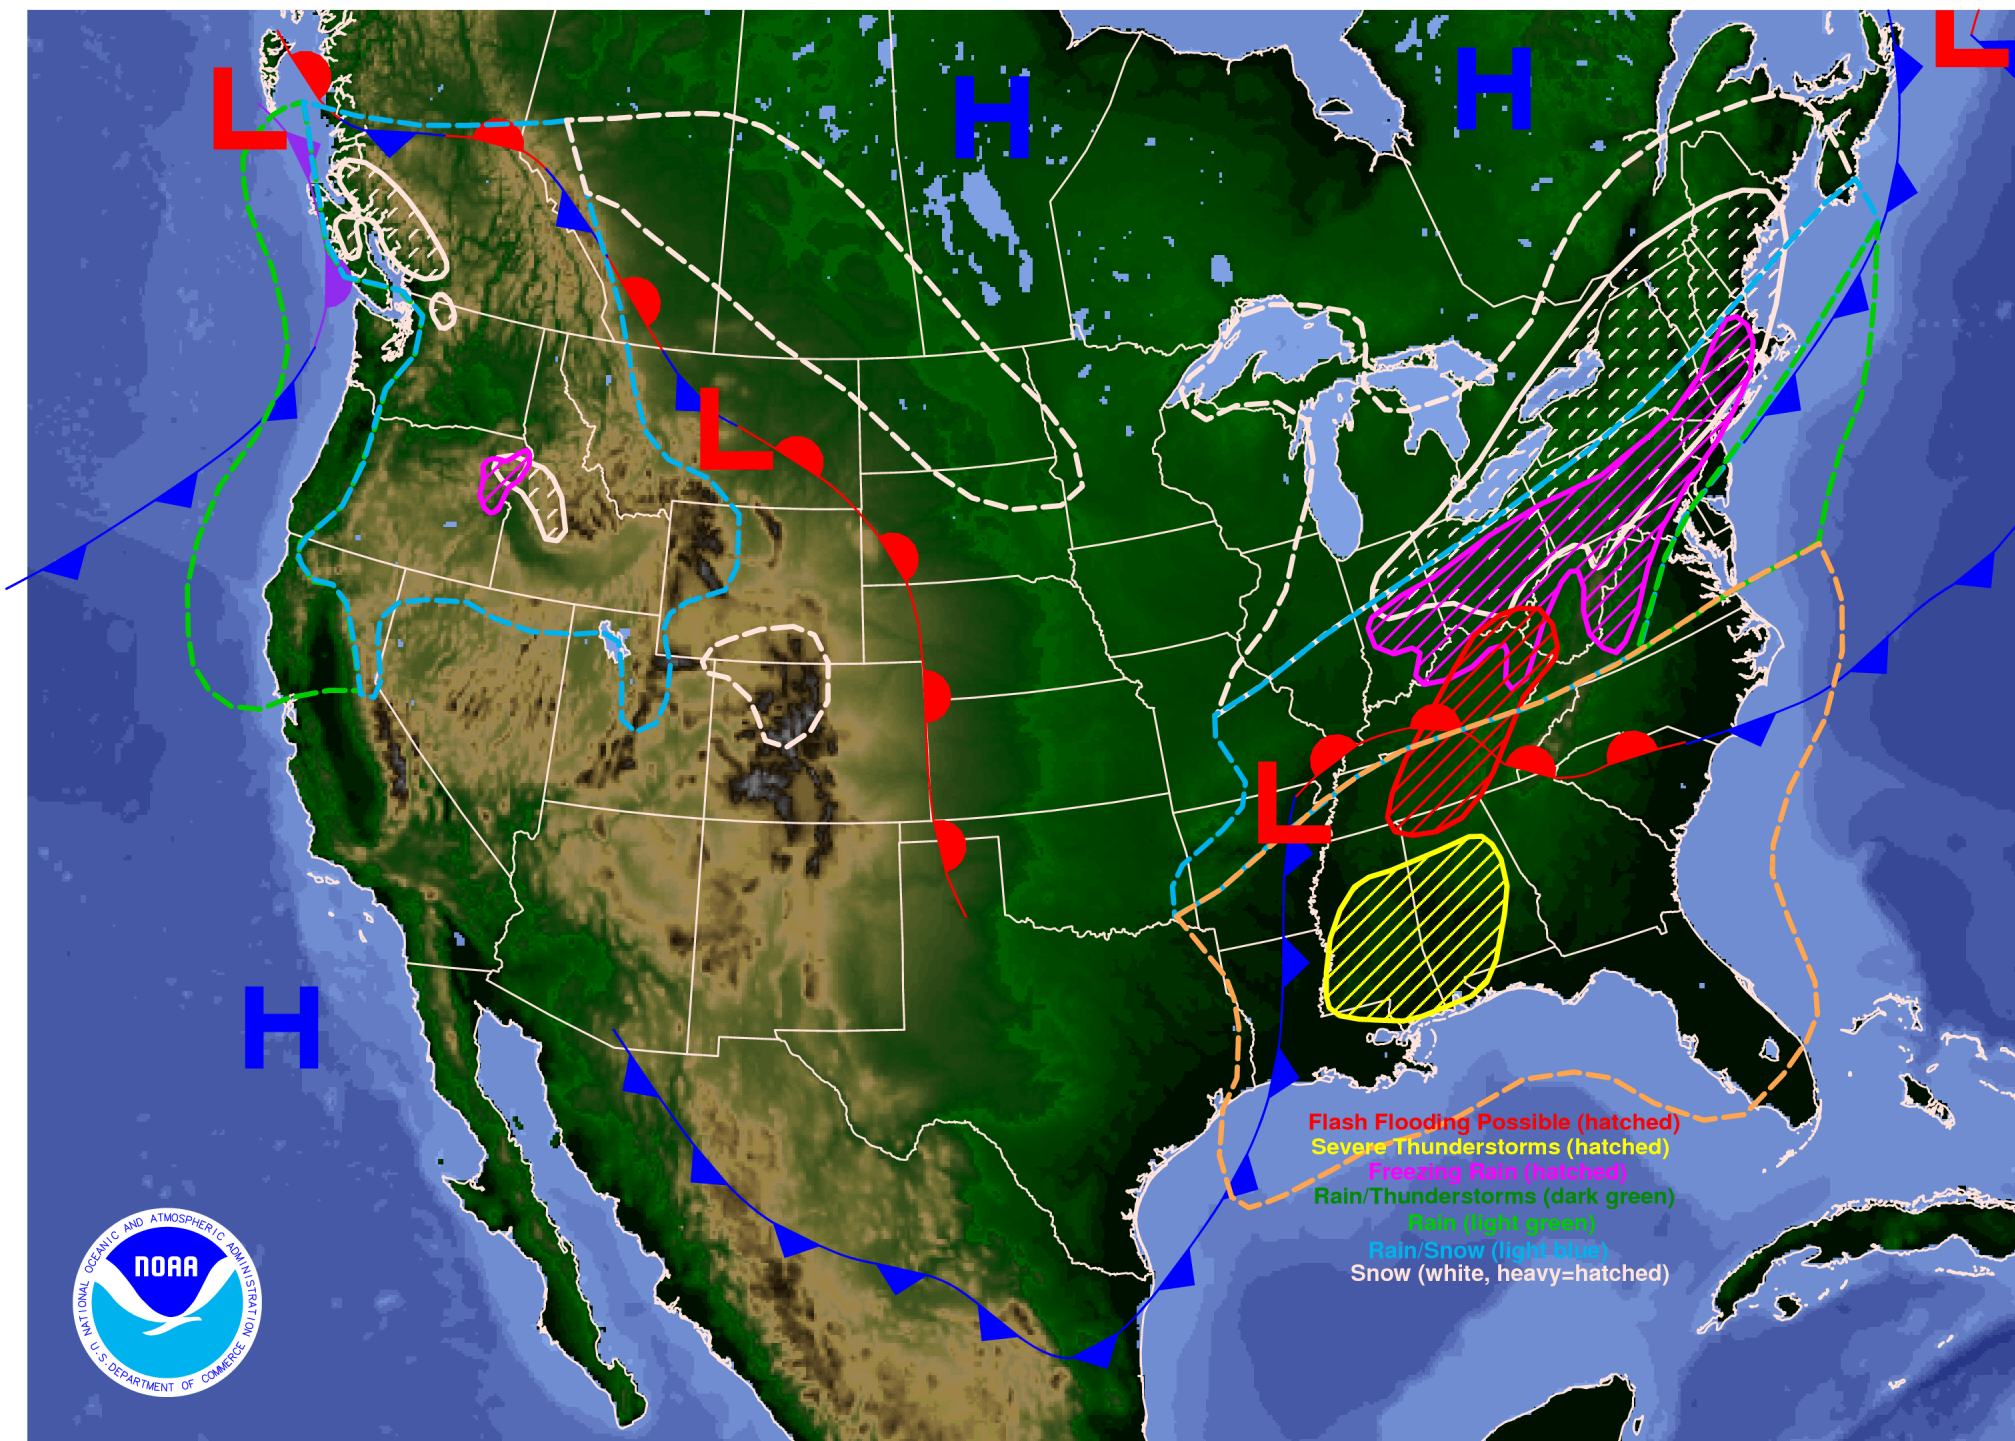 L
H
H
L
L
L
H
Flash Flooding Possible (hatched)
Severe Thunderstorms (hatched)
Freezing Rain (hatched)
Rain/Thunderstorms (dark green)
Rain (light green)
Rain/Snow (light blue)
Snow (white, heavy=hatched)
NATIONAL OCEANIC AND ATMOSPHERIC ADMINISTRATION
NOAA
U.S. DEPARTMENT OF COMMERCE